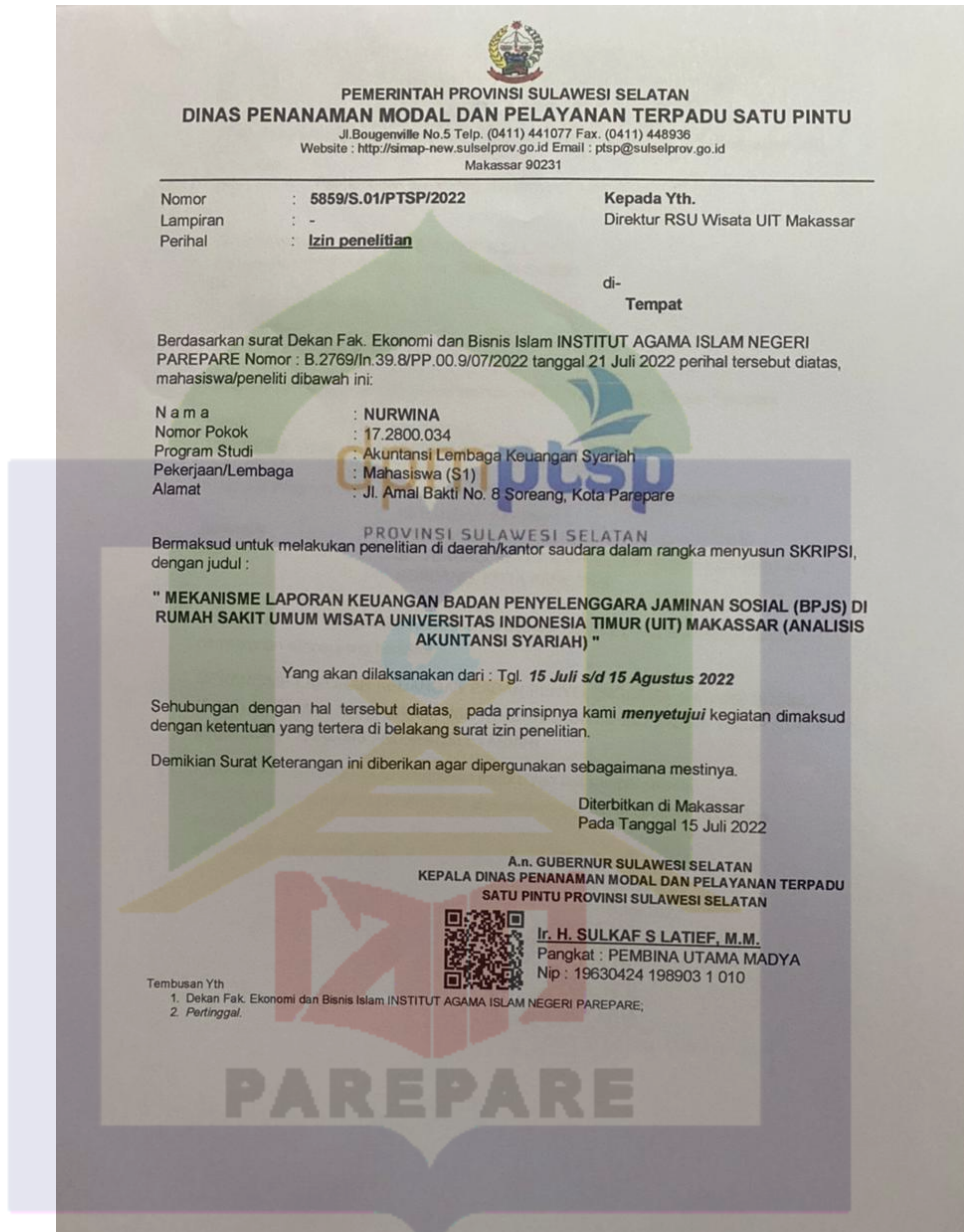 PEMERINTAH PROVINSI SULAWESI SELATAN
DINAS PENANAMAN MODAL DAN PELAYANAN TERPADU SATU PINTU
Jl.Bougenville No.5 Telp. (0411) 441077 Fax. (0411) 448936
Website : http://simap-new.sulselprov.go.id Email : ptsp@sulselprov.go.id
Makassar 90231
Nomor : 5859/S.01/PTSP/2022
Lampiran : -
Perihal : Izin penelitian
Kepada Yth.
Direktur RSU Wisata UIT Makassar
di-
Tempat
Berdasarkan surat Dekan Fak. Ekonomi dan Bisnis Islam INSTITUT AGAMA ISLAM NEGERI
PAREPARE Nomor : B.2769/In.39.8/PP.00.9/07/2022 tanggal 21 Juli 2022 perihal tersebut diatas,
mahasiswa/peneliti dibawah ini:
N a m a : NURWINA
Nomor Pokok : 17.2800.034
Program Studi : Akuntansi Lembaga Keuangan Syariah
Pekerjaan/Lembaga : Mahasiswa (S1)
Alamat : Jl. Amal Bakti No. 8 Soreang, Kota Parepare
dpmptsp
PROVINSI SULAWESI SELATAN
Bermaksud untuk melakukan penelitian di daerah/kantor saudara dalam rangka menyusun SKRIPSI,
dengan judul :
" MEKANISME LAPORAN KEUANGAN BADAN PENYELENGGARA JAMINAN SOSIAL (BPJS) DI
RUMAH SAKIT UMUM WISATA UNIVERSITAS INDONESIA TIMUR (UIT) MAKASSAR (ANALISIS
AKUNTANSI SYARIAH) "
Yang akan dilaksanakan dari : Tgl. 15 Juli s/d 15 Agustus 2022
Sehubungan dengan hal tersebut diatas, pada prinsipnya kami menyetujui kegiatan dimaksud
dengan ketentuan yang tertera di belakang surat izin penelitian.
Demikian Surat Keterangan ini diberikan agar dipergunakan sebagaimana mestinya.
Diterbitkan di Makassar
Pada Tanggal 15 Juli 2022
A.n. GUBERNUR SULAWESI SELATAN
KEPALA DINAS PENANAMAN MODAL DAN PELAYANAN TERPADU
SATU PINTU PROVINSI SULAWESI SELATAN
Ir. H. SULKAF S LATIEF, M.M.
Pangkat : PEMBINA UTAMA MADYA
Nip : 19630424 198903 1 010
Tembusan Yth
1. Dekan Fak. Ekonomi dan Bisnis Islam INSTITUT AGAMA ISLAM NEGERI PAREPARE;
2. Pertinggal.
PAREPARE